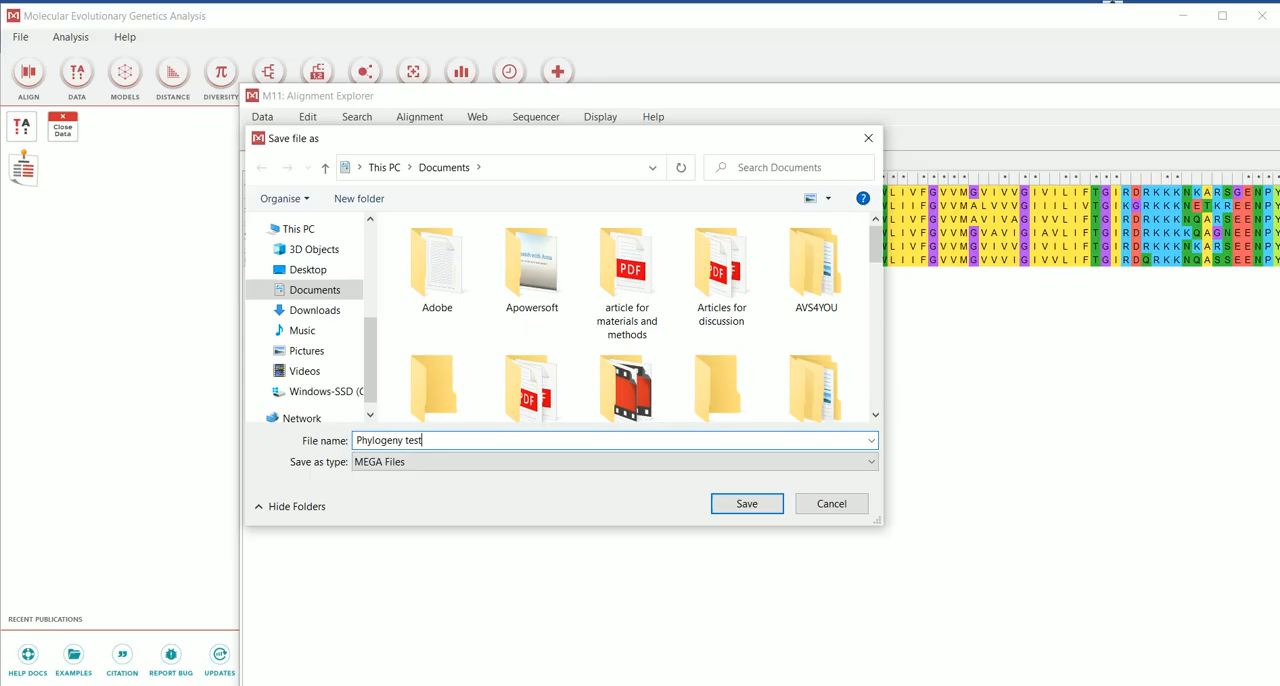 Molecular Evolutionary Genetics Analysis
File Analysis Help
ALIGN DATA MODELS DISTANCE DIVERSITY
M11: Alignment Explorer
Data Edit Search Alignment Web Sequencer Display Help
TA
Close
Data
Save file as
This PC > Documents >
Search Documents
Organise New folder
This PC
3D Objects
Desktop
Documents
Downloads
Music
Pictures
Videos
Windows-SSD (C
Network
Adobe
Apowersoft
article for
materials and
methods
Articles for
discussion
AVS4YOU
File name: Phylogeny test
Save as type: MEGA Files
Hide Folders
Save Cancel
RECENT PUBLICATIONS
HELP DOCS EXAMPLES CITATION REPORT BUG UPDATES